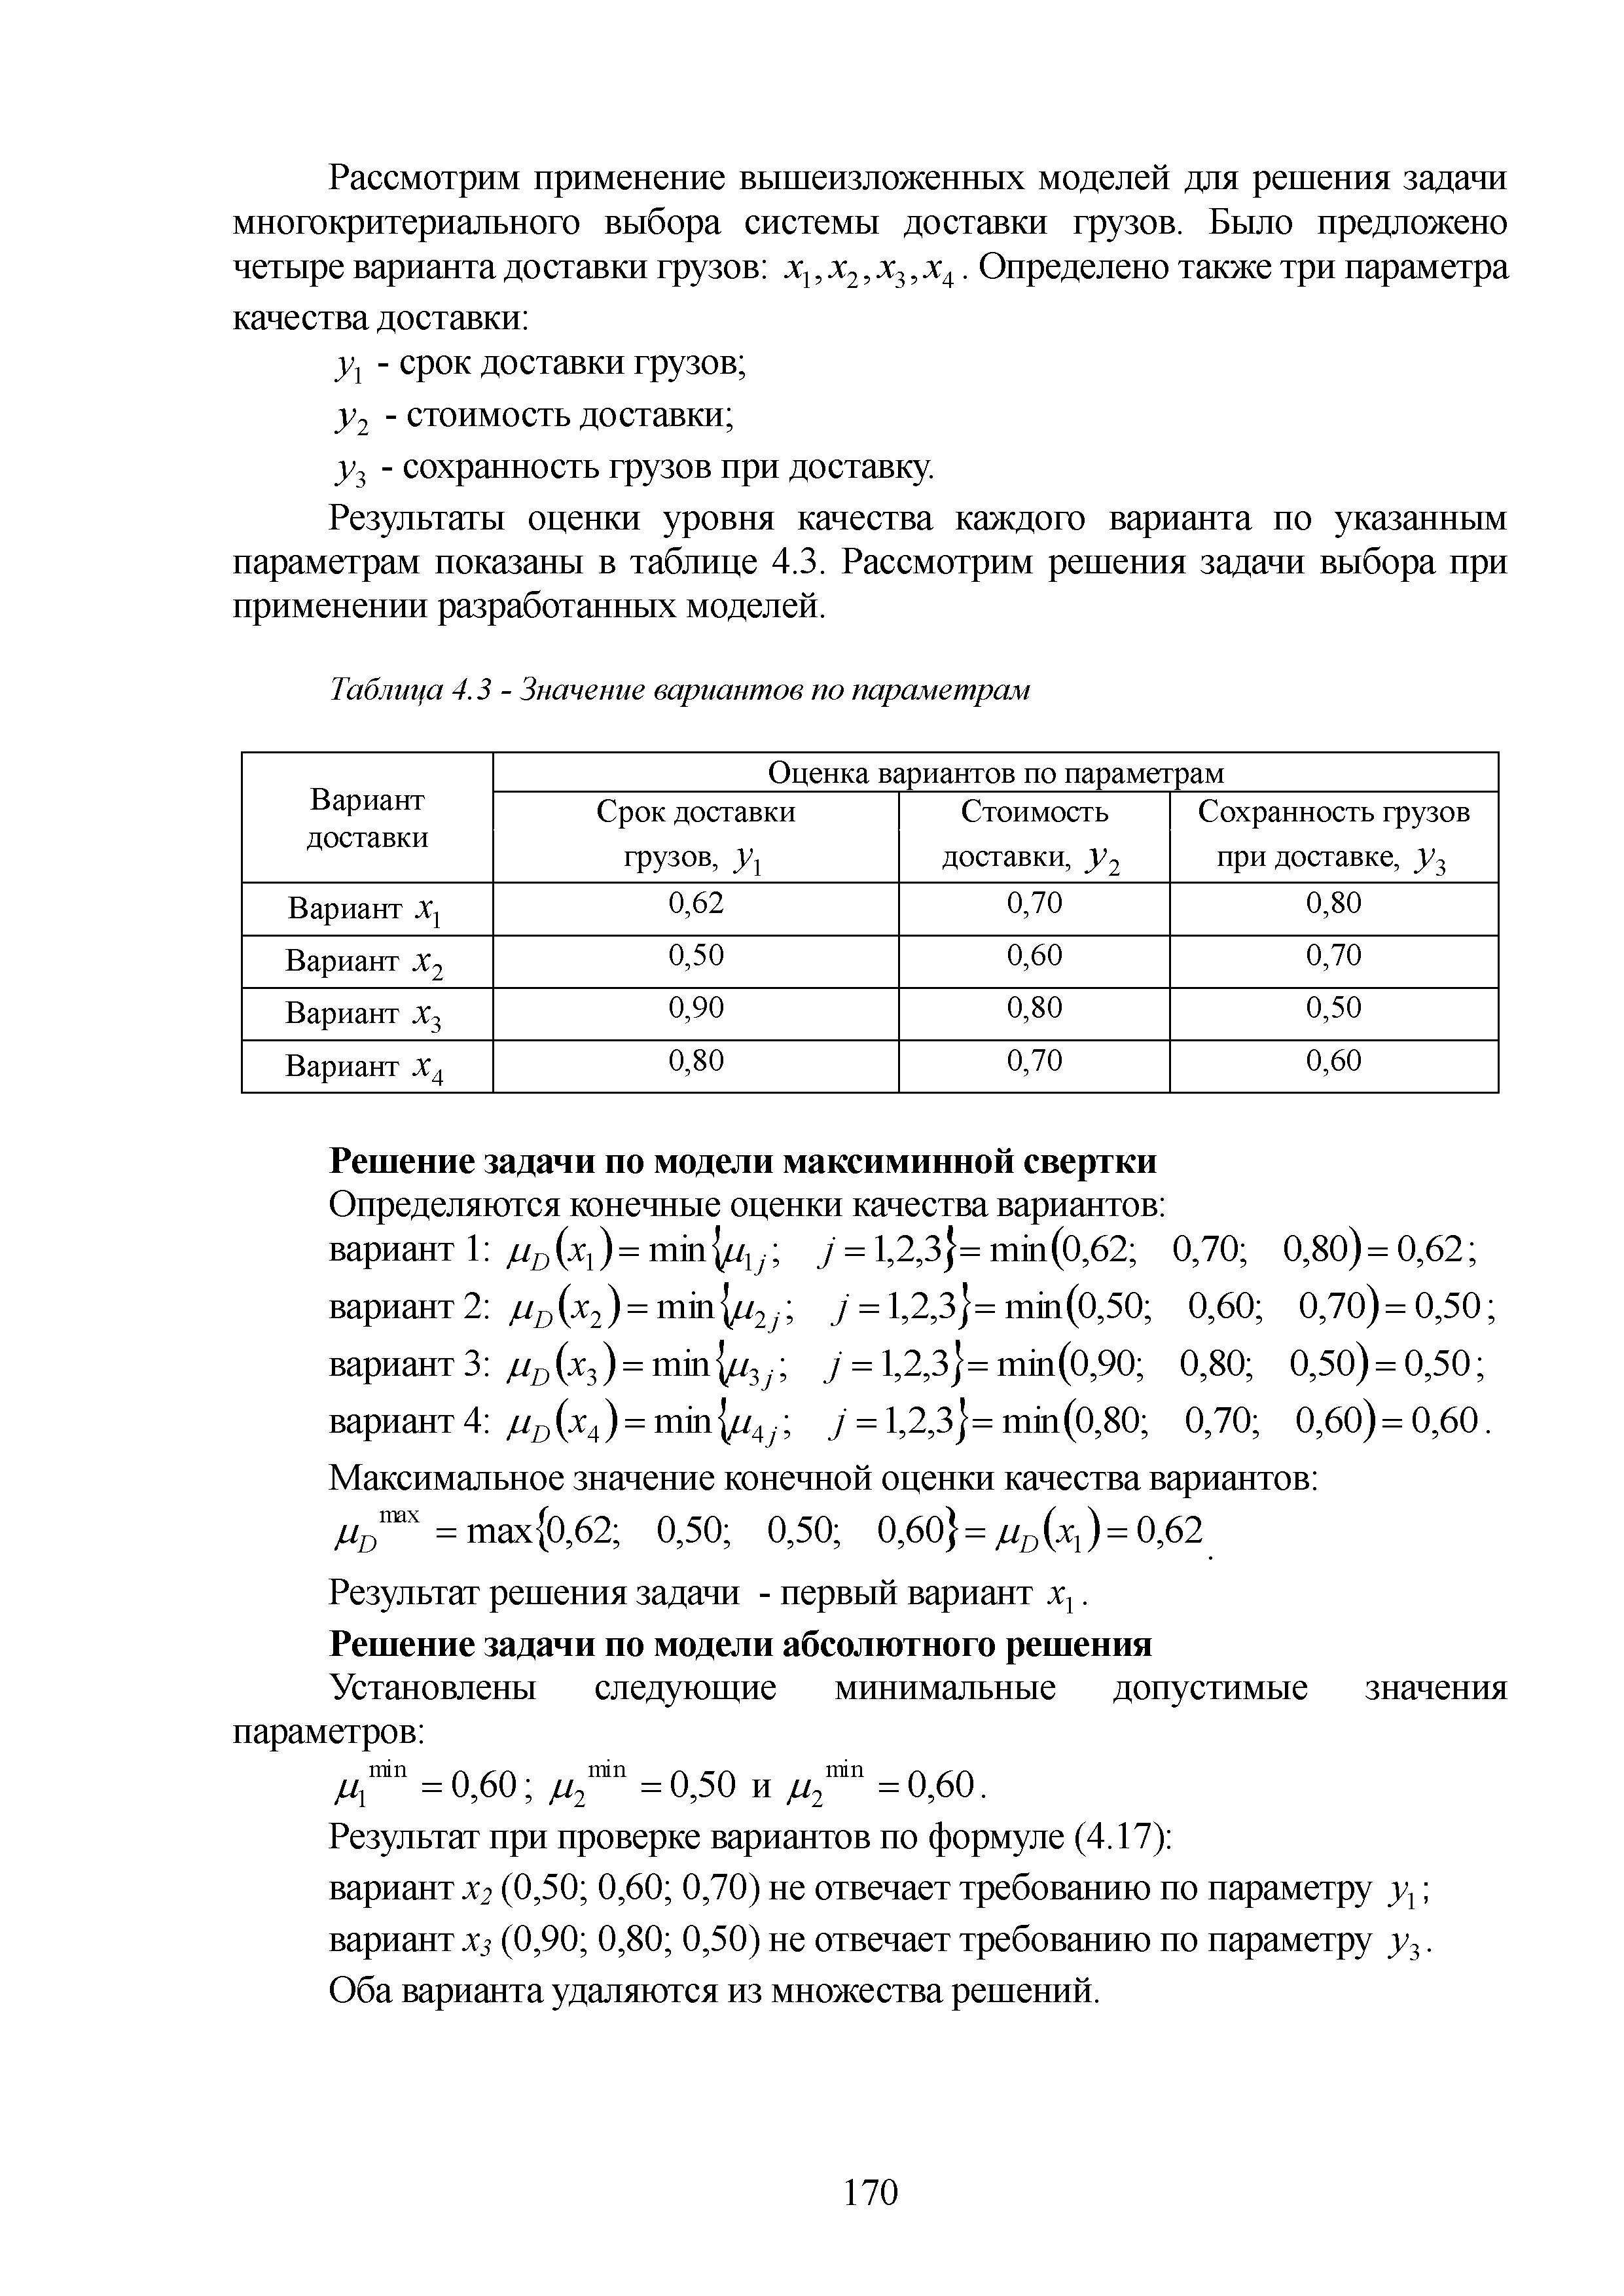 Рассмотрим применение вышеизложенных моделей для решения задачи
многокритериального выбора системы доставки грузов. Было предложено
четыре варианта доставки грузов: x₁, x₂, x₃, x₄. Определено также три параметра
качества доставки:
y₁ - срок доставки грузов;
y₂ - стоимость доставки;
y₃ - сохранность грузов при доставку.
Результаты оценки уровня качества каждого варианта по указанным
параметрам показаны в таблице 4.3. Рассмотрим решения задачи выбора при
применении разработанных моделей.
Таблица 4.3 - Значение вариантов по параметрам
Вариант
доставки
Оценка вариантов по параметрам
Срок доставки
грузов, y₁
Стоимость
доставки, y₂
Сохранность грузов
при доставке, y₃
Вариант x₁ 0,62 0,70 0,80
Вариант x₂ 0,50 0,60 0,70
Вариант x₃ 0,90 0,80 0,50
Вариант x₄ 0,80 0,70 0,60
Решение задачи по модели максиминной свертки
Определяются конечные оценки качества вариантов:
вариант 1: μ_D(x₁) = min{μ₁ⱼ; j = 1,2,3} = min(0,62; 0,70; 0,80) = 0,62;
вариант 2: μ_D(x₂) = min{μ₂ⱼ; j = 1,2,3} = min(0,50; 0,60; 0,70) = 0,50;
вариант 3: μ_D(x₃) = min{μ₃ⱼ; j = 1,2,3} = min(0,90; 0,80; 0,50) = 0,50;
вариант 4: μ_D(x₄) = min{μ₄ⱼ; j = 1,2,3} = min(0,80; 0,70; 0,60) = 0,60.
Максимальное значение конечной оценки качества вариантов:
μ_D^max = max{0,62; 0,50; 0,50; 0,60} = μ_D(x₁) = 0,62.
Результат решения задачи - первый вариант x₁.
Решение задачи по модели абсолютного решения
Установлены следующие минимальные допустимые значения
параметров:
μ₁^min = 0,60; μ₂^min = 0,50 и μ₂^min = 0,60.
Результат при проверке вариантов по формуле (4.17):
вариант x₂ (0,50; 0,60; 0,70) не отвечает требованию по параметру y₁;
вариант x₃ (0,90; 0,80; 0,50) не отвечает требованию по параметру y₃.
Оба варианта удаляются из множества решений.
170